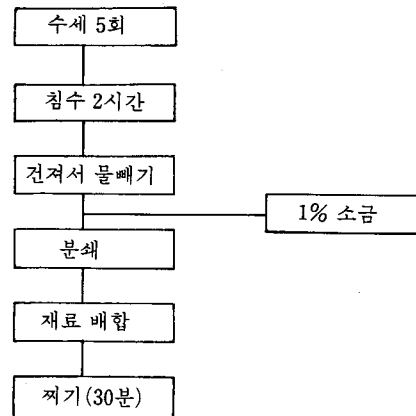 수세 5회
침수 2시간
건져서 물빼기
1% 소금
분쇄
재료 배합
찌기(30분)